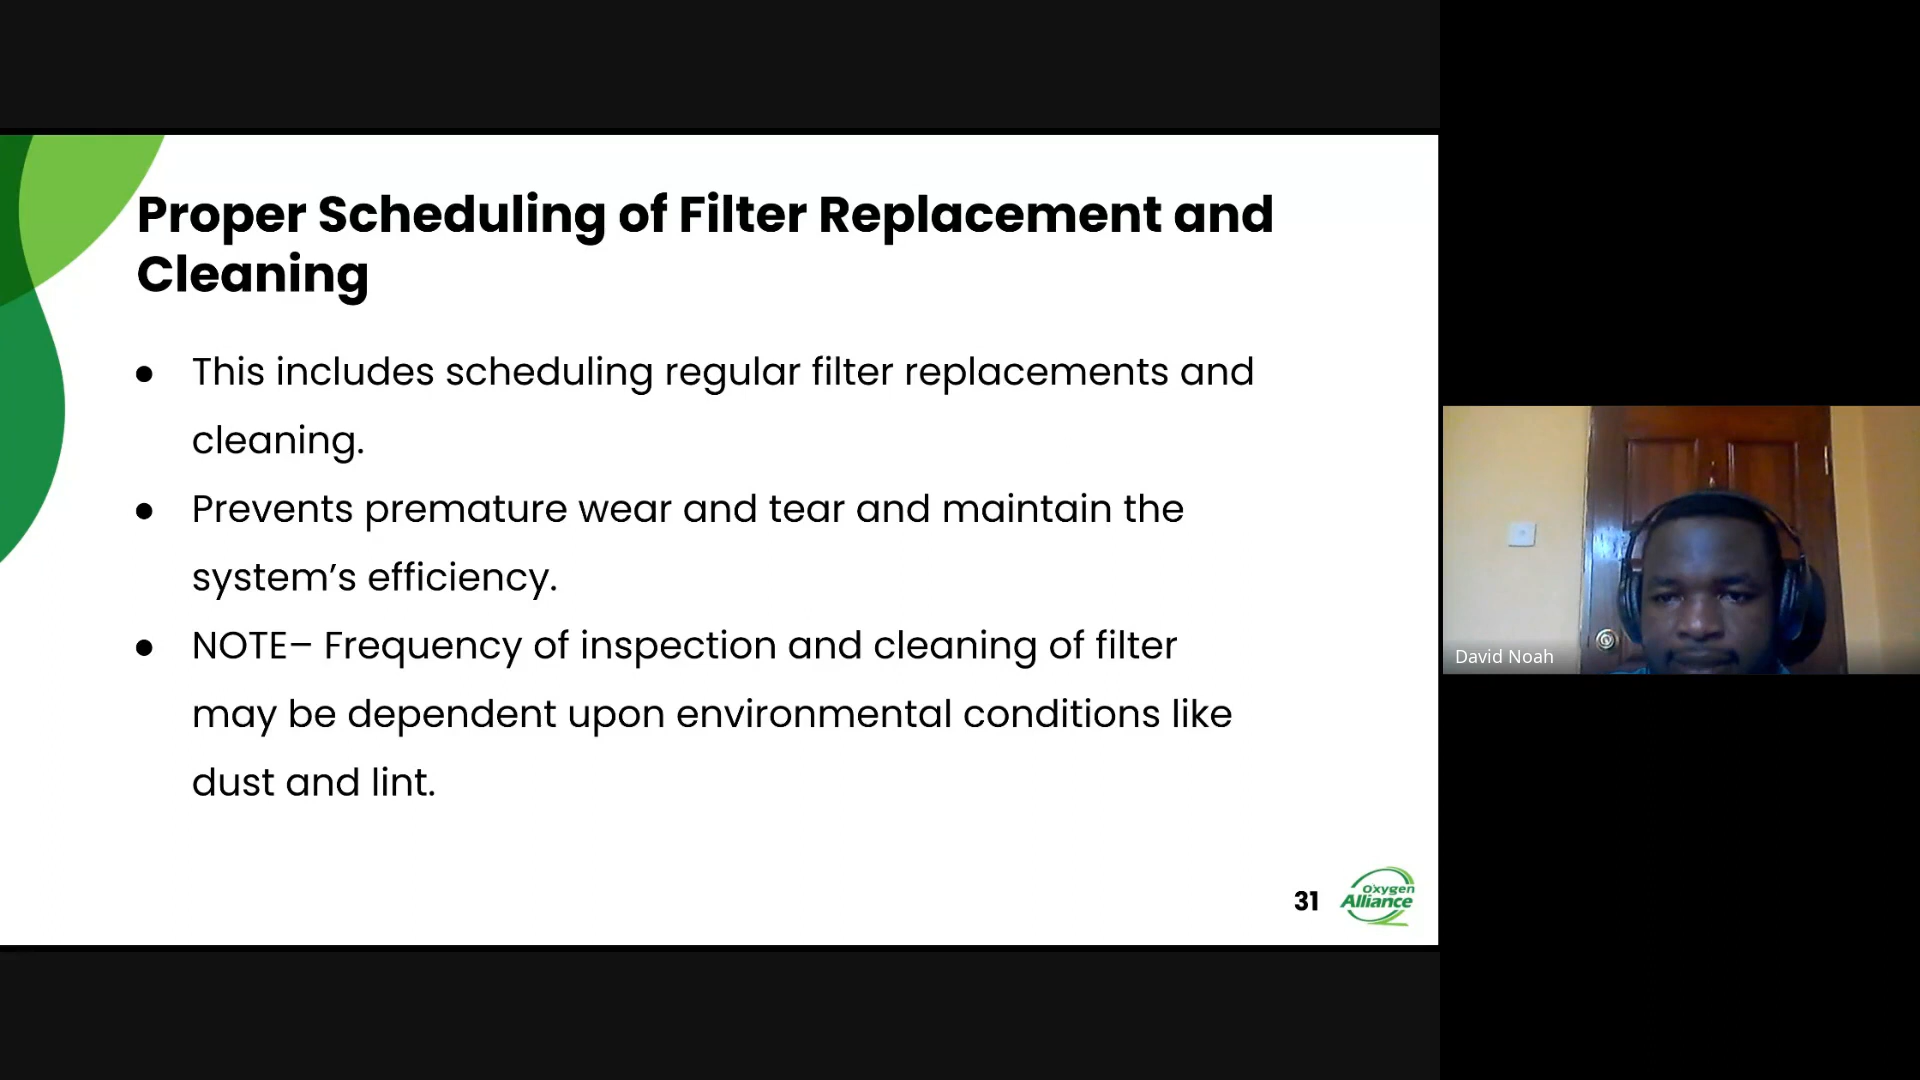 Proper Scheduling of Filter Replacement and
Cleaning
● This includes scheduling regular filter replacements and
cleaning.
● Prevents premature wear and tear and maintain the
system’s efficiency.
● NOTE– Frequency of inspection and cleaning of filter
may be dependent upon environmental conditions like
dust and lint.
31
Oxygen
Alliance
David Noah